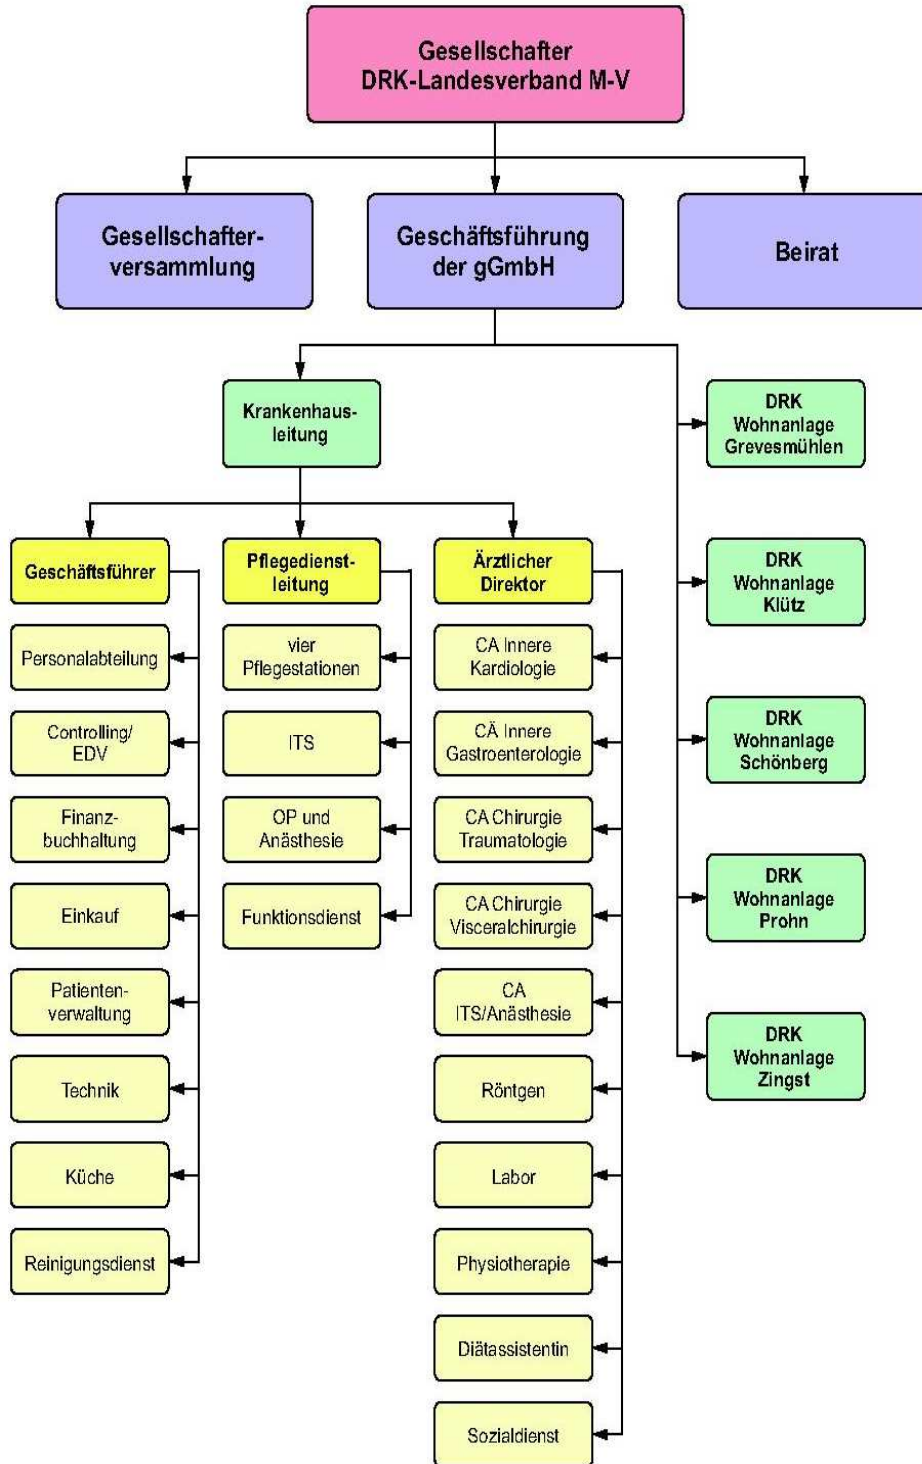 Gesellschafter
DRK-Landesverband M-V
Gesellschafter-
versammlung
Geschäftsführung
der gGmbH
Beirat
Krankenhaus-
leitung
DRK
Wohnanlage
Grevesmühlen
DRK
Wohnanlage
Klütz
DRK
Wohnanlage
Schönberg
DRK
Wohnanlage
Prohn
DRK
Wohnanlage
Zingst
Geschäftsführer
Personalabteilung
Controlling/
EDV
Finanz-
buchhaltung
Einkauf
Patienten-
verwaltung
Technik
Küche
Reinigungsdienst
Pflegedienst-
leitung
vier
Pflegestationen
ITS
OP und
Anästhesie
Funktionsdienst
Ärztlicher
Direktor
CA Innere
Kardiologie
CÄ Innere
Gastroenterologie
CA Chirurgie
Traumatologie
CA Chirurgie
Visceralchirurgie
CA
ITS/Anästhesie
Röntgen
Labor
Physiotherapie
Diätassistentin
Sozialdienst